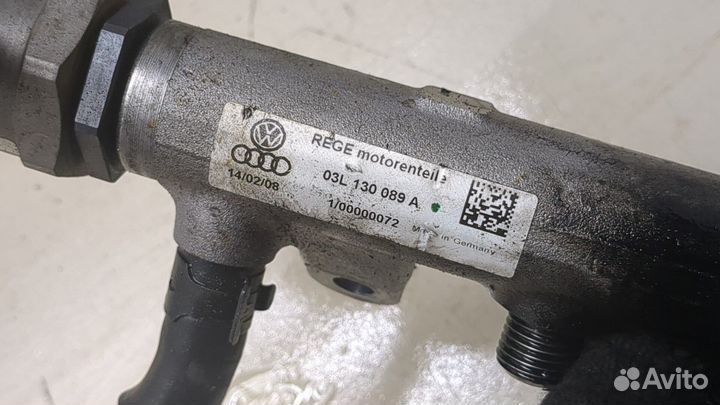 REGE motorenteile
03L 130 089 A
14/02/08
1/00000072
Made in Germany
Avito